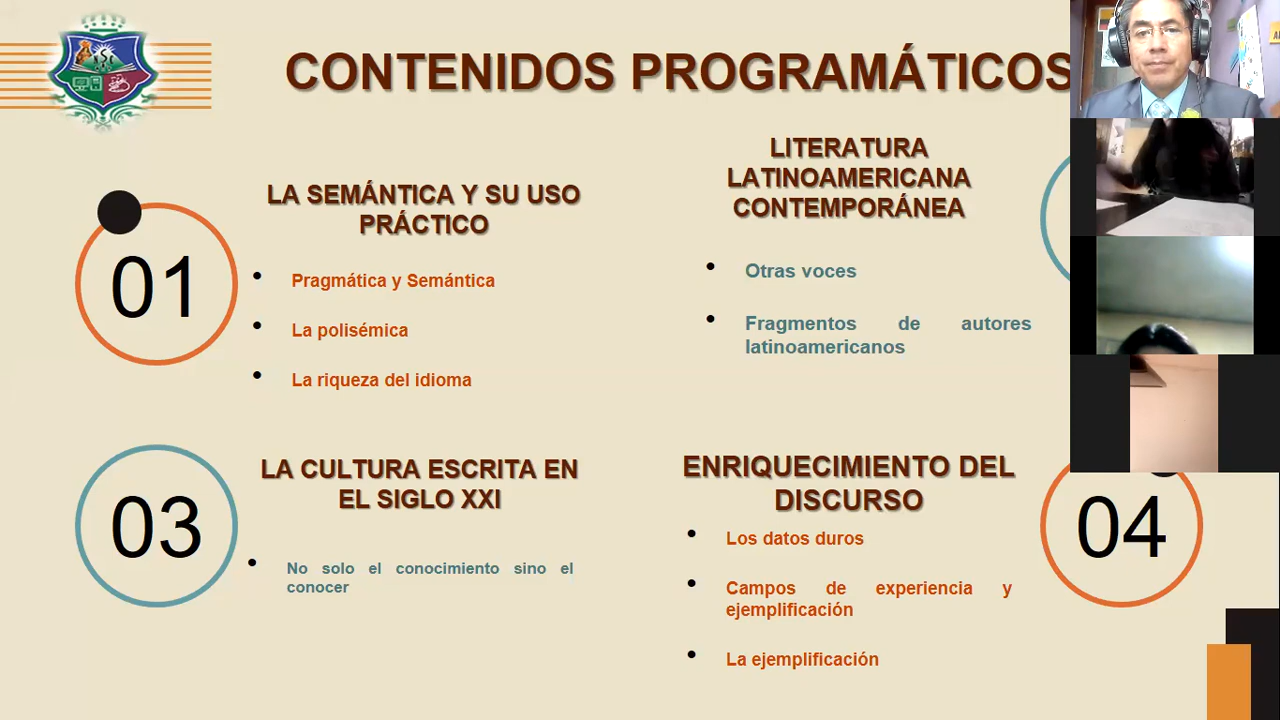 CONTENIDOS PROGRAMÁTICOS
01
LA SEMÁNTICA Y SU USO
PRÁCTICO
• Pragmática y Semántica
• La polisémica
• La riqueza del idioma
LITERATURA
LATINOAMERICANA
CONTEMPORÁNEA
• Otras voces
• Fragmentos de autores
latinoamericanos
03
LA CULTURA ESCRITA EN
EL SIGLO XXI
• No solo el conocimiento sino el
conocer
04
ENRIQUECIMIENTO DEL
DISCURSO
• Los datos duros
• Campos de experiencia y
ejemplificación
• La ejemplificación